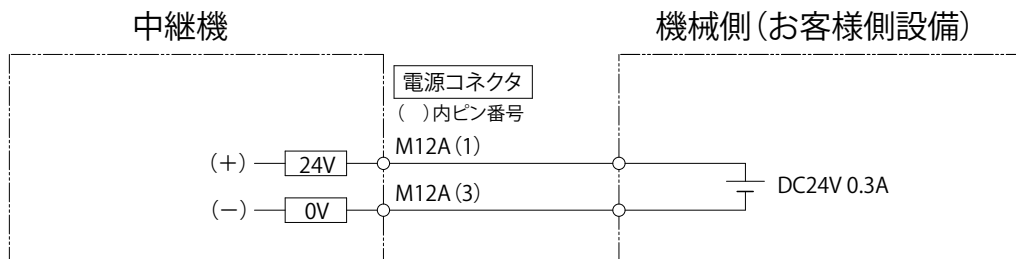 中継機
機械側（お客様側設備）
電源コネクタ
（　）内ピン番号
M12A（1）
（＋） 24V
M12A（3）
DC24V 0.3A
（－） 0V